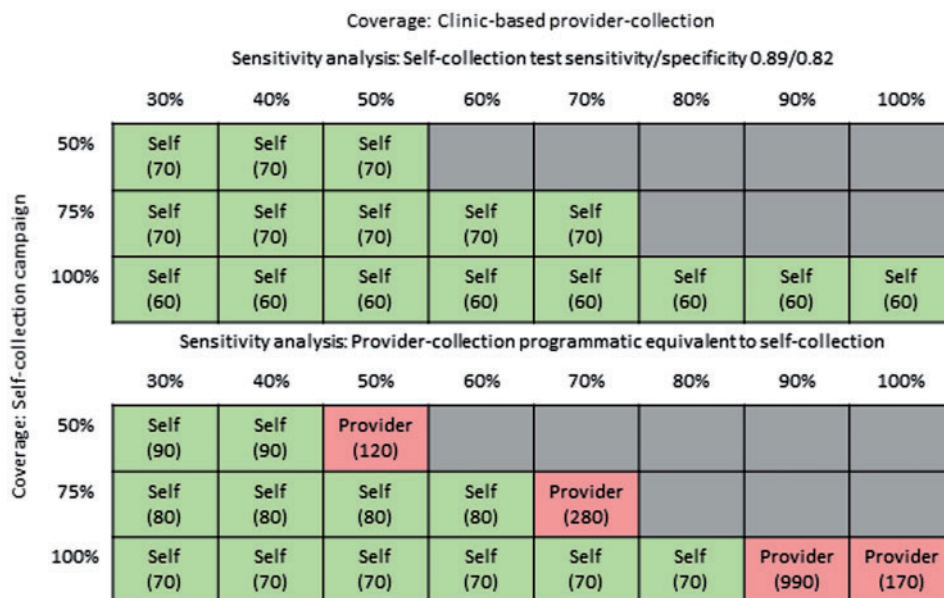 Coverage: Clinic-based provider-collection
Sensitivity analysis: Self-collection test sensitivity/specificity 0.89/0.82
30% 40% 50% 60% 70% 80% 90% 100%
50% Self Self Self
(70) (70) (70)
75% Self Self Self Self Self
(70) (70) (70) (70) (70)
100% Self Self Self Self Self Self Self Self
(60) (60) (60) (60) (60) (60) (60) (60)
Coverage: Self-collection campaign
Sensitivity analysis: Provider-collection programmatic equivalent to self-collection
30% 40% 50% 60% 70% 80% 90% 100%
50% Self Self Provider
(90) (90) (120)
75% Self Self Self Self Provider
(80) (80) (80) (80) (280)
100% Self Self Self Self Self Self Provider Provider
(70) (70) (70) (70) (70) (70) (990) (170)